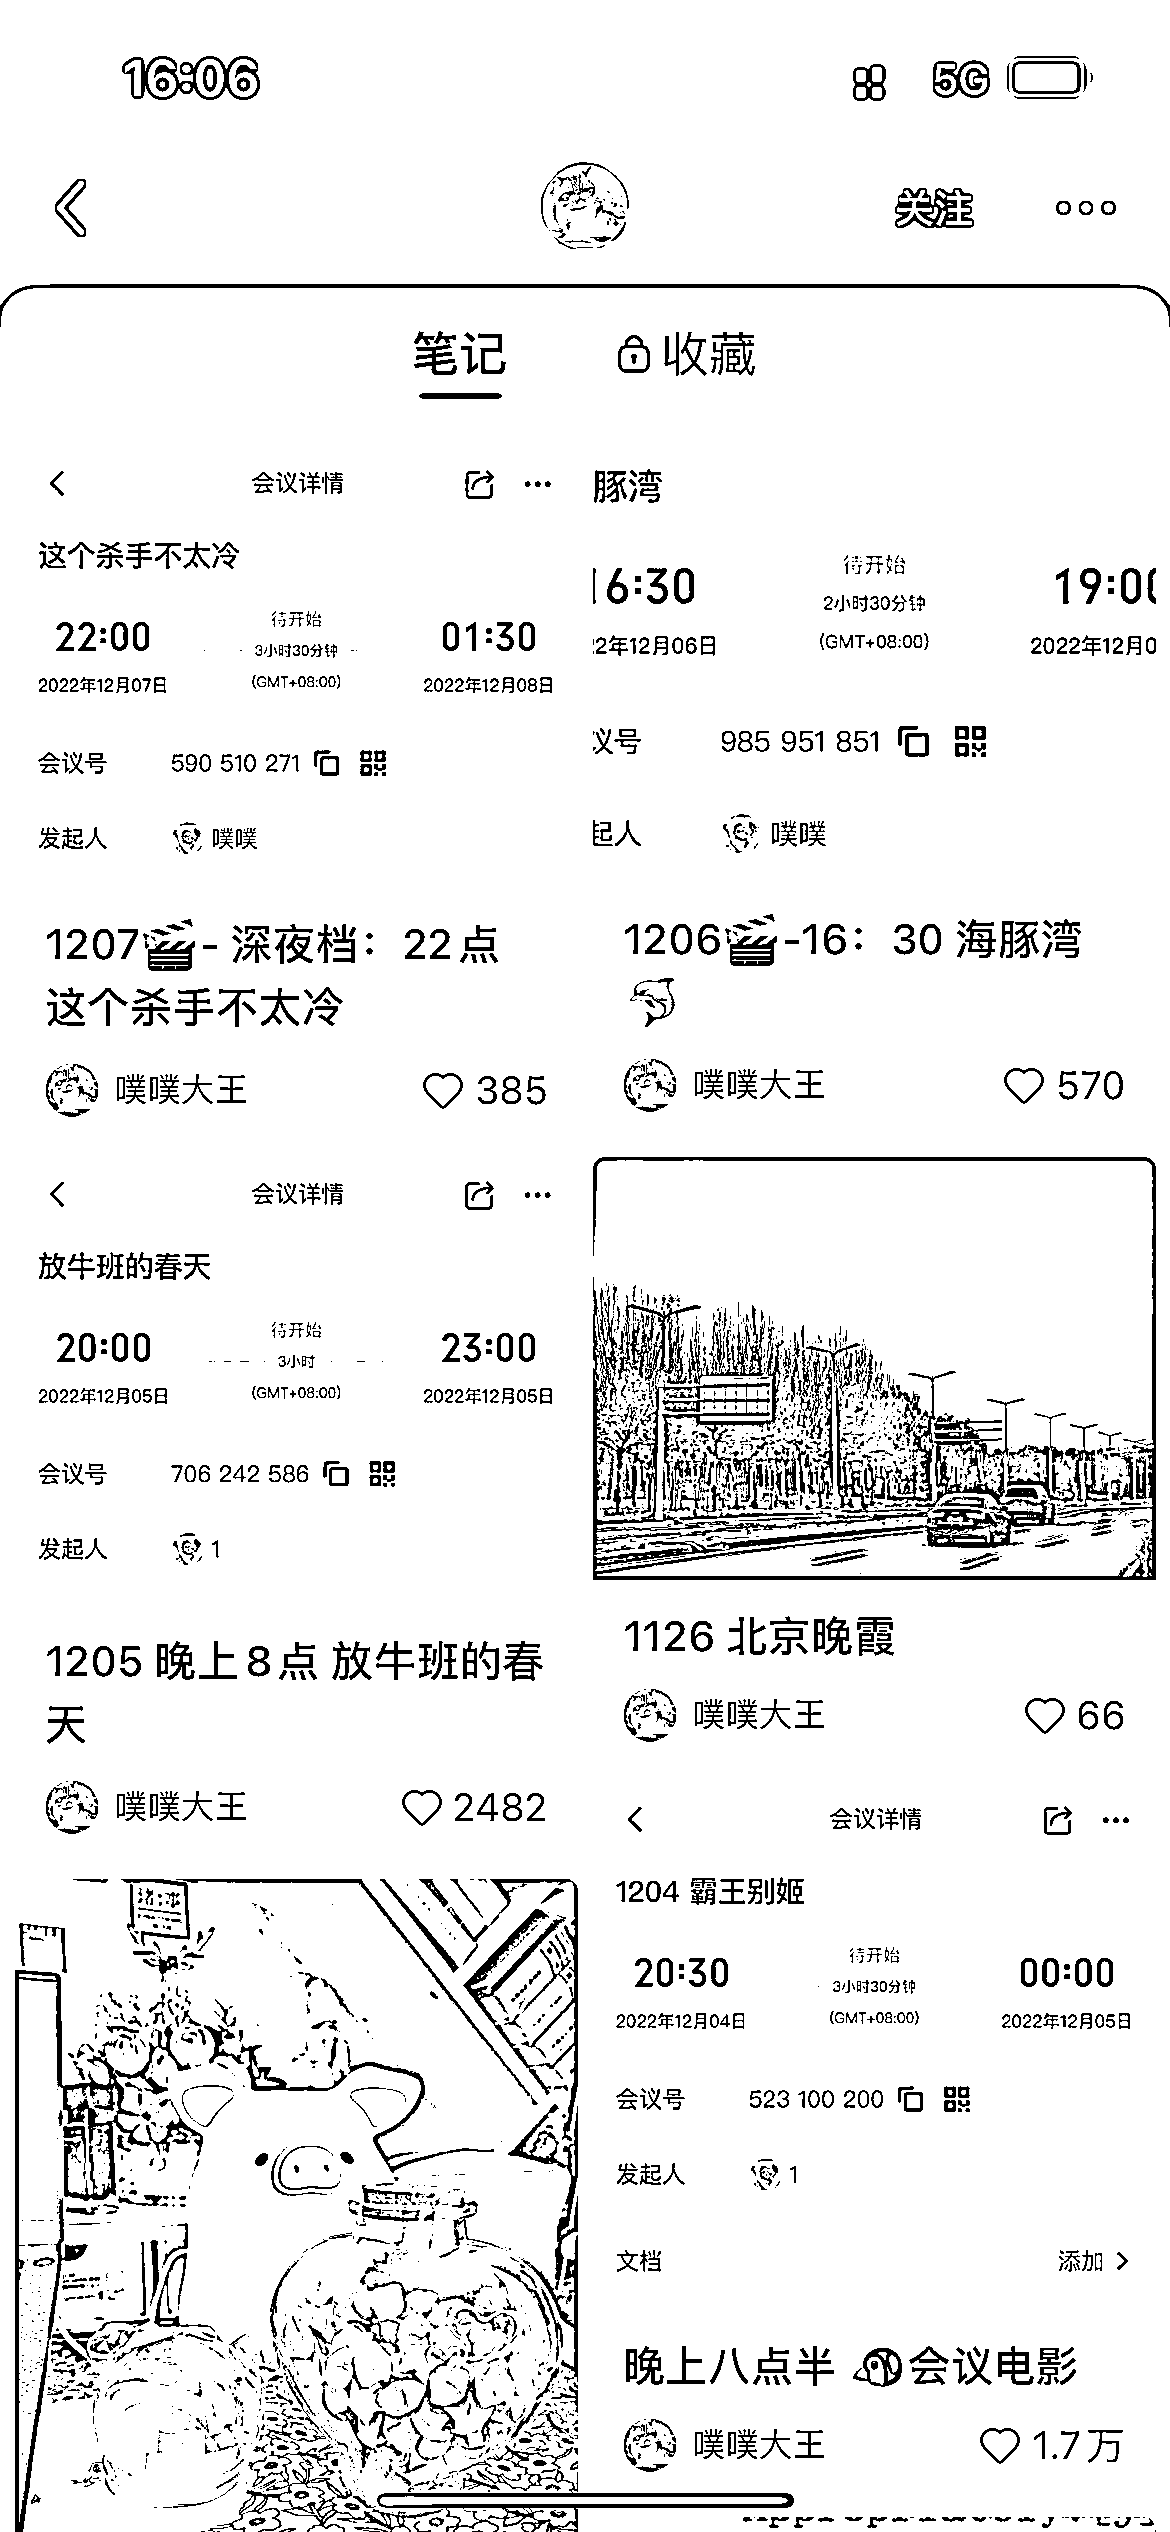 16:06
5G
关注
笔记
收藏
会议详情
这个杀手不太冷
22:00
待开始
3小时30分钟
(GMT+08:00)
01:30
2022年12月07日
2022年12月08日
会议号
590 510 271
发起人
噗噗
1207🎬- 深夜档：22点
这个杀手不太冷
噗噗大王
385
豚湾
16:30
待开始
2小时30分钟
(GMT+08:00)
19:00
22年12月06日
2022年12月0
议号
985 951 851
起人
噗噗
1206🎬-16：30 海豚湾
🐬
噗噗大王
570
会议详情
放牛班的春天
20:00
待开始
3小时
(GMT+08:00)
23:00
2022年12月05日
2022年12月05日
会议号
706 242 586
发起人
1
1205 晚上8点 放牛班的春
天
噗噗大王
2482
1126 北京晚霞
噗噗大王
66
会议详情
1204 霸王别姬
20:30
待开始
3小时30分钟
(GMT+08:00)
00:00
2022年12月04日
2022年12月05日
会议号
523 100 200
发起人
1
文档
添加
晚上八点半 🐠会议电影
噗噗大王
1.7万